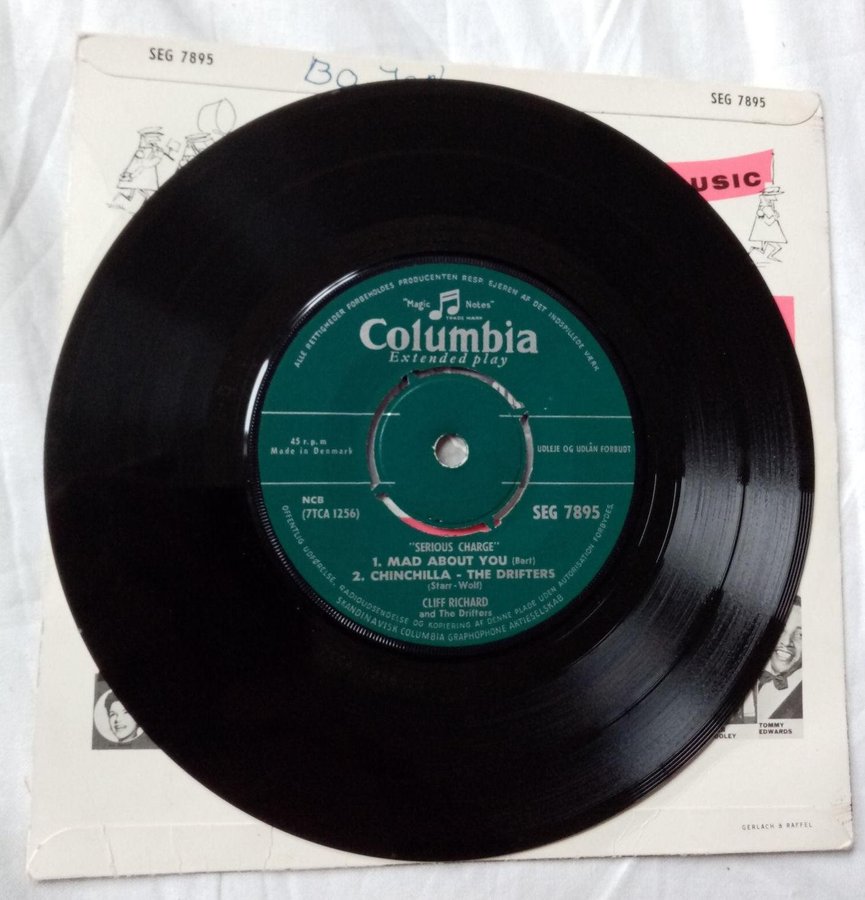 SEG 7895
SEG 7895
USIC
ALLE RETTIGHEDER FORBEHOLDES PRODUCENTEN RESP. EJEREM AF DET INDSPILLEDE VÆRK
"Magic Notes"
TRADE MARK
Columbia
Extended play
45 r.p.m
Made in Denmark
UDLEJE OG UDLÅN FORBUDT
NCB
(7TCA 1256)
SEG 7895
"SERIOUS CHARGE"
1. MAD ABOUT YOU (Bart)
2. CHINCHILLA - THE DRIFTERS
(Starr-Wolf)
CLIFF RICHARD
and The Drifters
OFFENTLIG UDFØRELSE, RADIOUDSENDELSE OG KOPIERING AF DENNE PLADE UDEN AUTORISATION FORBYDES.
SKANDINAVISK COLUMBIA GRAPHOPHONE AKTIESELSKAB
OOLEY
TOMMY
EDWARDS
GERLACH & RAFFEL